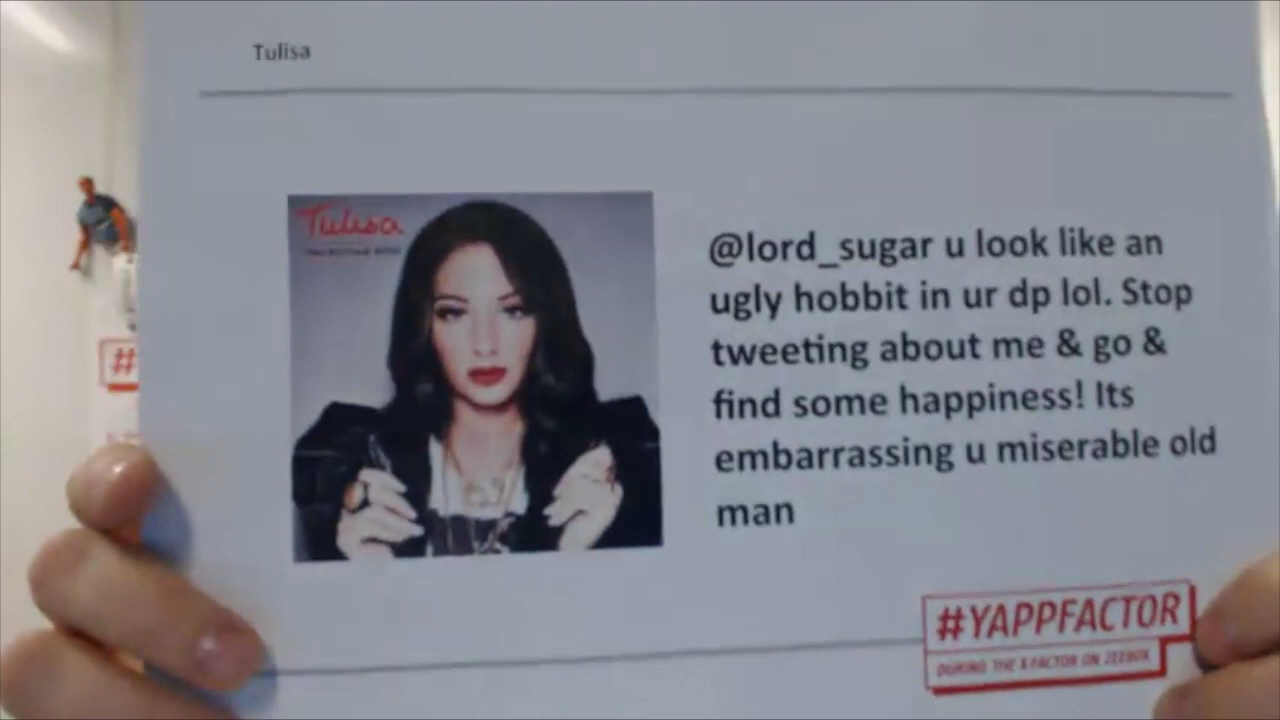 Tulisa
Tulisa
@lord_sugar u look like an
ugly hobbit in ur dp lol. Stop
tweeting about me & go &
find some happiness! Its
embarrassing u miserable old
man
#
#YAPPFACTOR
DURING THE X FACTOR ON ZEEBOX